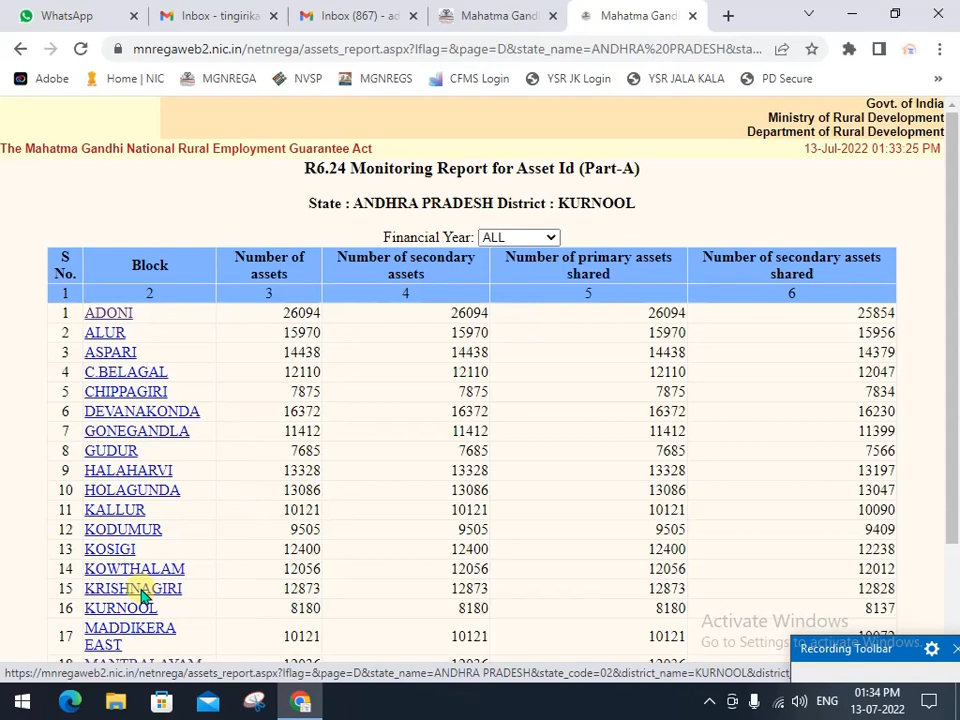 WhatsApp
Inbox - tingirika
Inbox (867) - ad
Mahatma Gandhi
Mahatma Gandhi
mnregaweb2.nic.in/netnrega/assets_report.aspx?lflag=&page=D&state_name=ANDHRA%20PRADESH&sta...
Adobe
Home | NIC
MGNREGA
NVSP
MGNREGS
CFMS Login
YSR JK Login
YSR JALA KALA
PD Secure
»
Govt. of India
Ministry of Rural Development
Department of Rural Development
The Mahatma Gandhi National Rural Employment Guarantee Act 13-Jul-2022 01:33:25 PM
R6.24 Monitoring Report for Asset Id (Part-A)
State : ANDHRA PRADESH District : KURNOOL
Financial Year: ALL
S No. Block Number of assets Number of secondary assets Number of primary assets shared Number of secondary assets shared
1 2 3 4 5 6
1 ADONI 26094 26094 26094 25854
2 ALUR 15970 15970 15970 15956
3 ASPARI 14438 14438 14438 14379
4 C.BELAGAL 12110 12110 12110 12047
5 CHIPPAGIRI 7875 7875 7875 7834
6 DEVANAKONDA 16372 16372 16372 16230
7 GONEGANDLA 11412 11412 11412 11399
8 GUDUR 7685 7685 7685 7566
9 HALAHARVI 13328 13328 13328 13197
10 HOLAGUNDA 13086 13086 13086 13047
11 KALLUR 10121 10121 10121 10090
12 KODUMUR 9505 9505 9505 9409
13 KOSIGI 12400 12400 12400 12238
14 KOWTHALAM 12056 12056 12056 12012
15 KRISHNAGIRI 12873 12873 12873 12828
16 KURNOOL 8180 8180 8180 8137
17 MADDIKERA EAST 10121 10121 10121
Activate Windows
Go to Settings to activate Windows.
Recording Toolbar
https://mnregaweb2.nic.in/netnrega/assets_report.aspx?lflag=&page=D&state_name=ANDHRA PRADESH&state_code=02&district_name=KURNOOL&district_
ENG
01:34 PM
13-07-2022